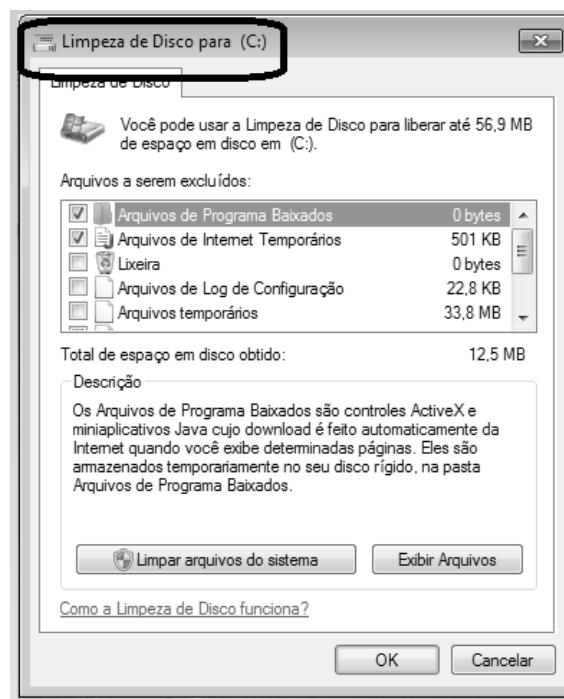 Limpeza de Disco para (C:)
Limpeza de Disco
Você pode usar a Limpeza de Disco para liberar até 56,9 MB
de espaço em disco em (C:).
Arquivos a serem excluídos:
Arquivos de Programa Baixados 0 bytes
Arquivos de Internet Temporários 501 KB
Lixeira 0 bytes
Arquivos de Log de Configuração 22,8 KB
Arquivos temporários 33,8 MB
Total de espaço em disco obtido: 12,5 MB
Descrição
Os Arquivos de Programa Baixados são controles ActiveX e
miniaplicativos Java cujo download é feito automaticamente da
Internet quando você exibe determinadas páginas. Eles são
armazenados temporariamente no seu disco rígido, na pasta
Arquivos de Programa Baixados.
Limpar arquivos do sistema Exibir Arquivos
Como a Limpeza de Disco funciona?
OK Cancelar